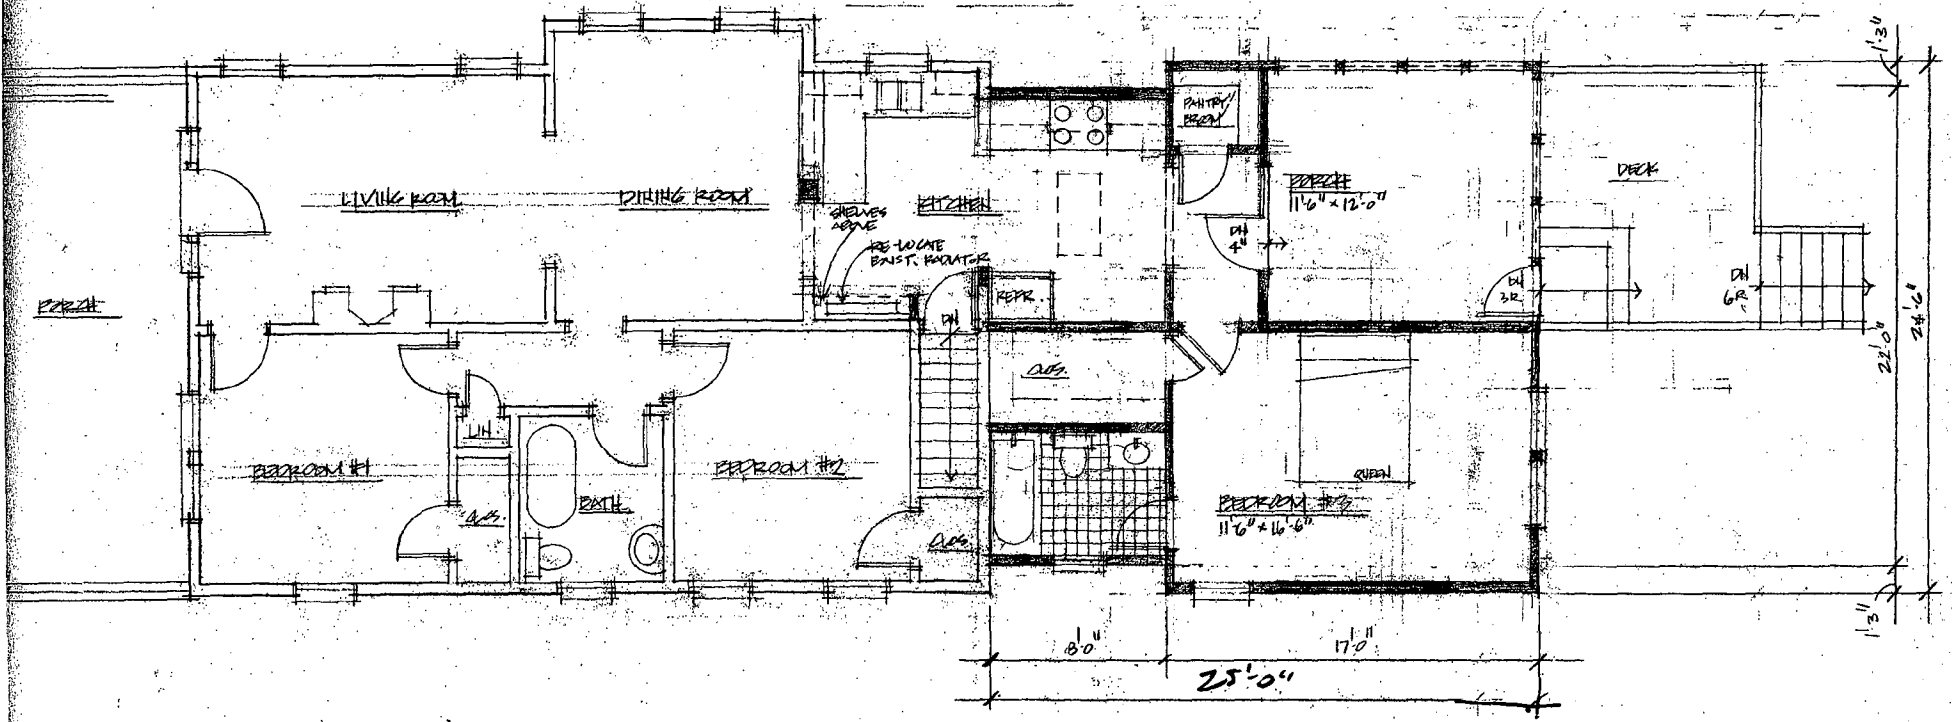 1'-3"
PANTRY/
BROOM
LIVING ROOM
DINING ROOM
KITCHEN
PORCH
11'-6" x 12'-0"
DECK
SHELVES
ABOVE
RE-LOCATE
EXIST. RADIATOR
DN
4"
PORCH
REFR.
DN
3R
DN
6R
DN
24'-6"
22'-0"
CLOS.
LIN.
BEDROOM #1
BEDROOM #2
QUEEN
CLOS.
BATH
BEDROOM #3
11'-6" x 16'-6"
CLOS.
1'-3"
8'-0"
17'-0"
25'-0"